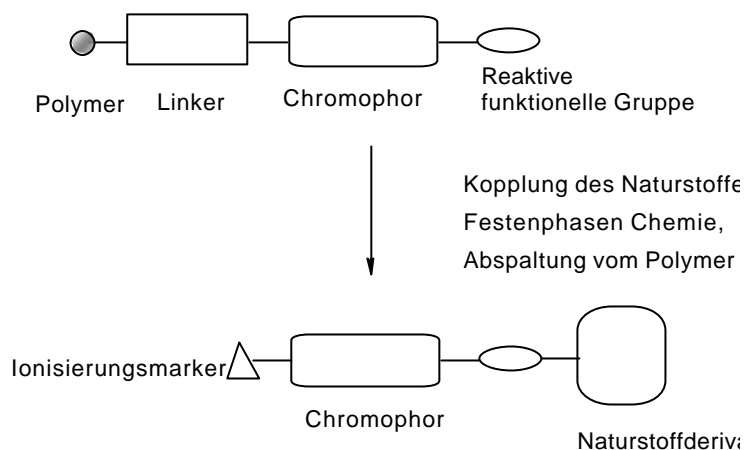 Polymer
Linker
Chromophor
Reaktive
funktionelle Gruppe
Kopplung des Naturstoffe
Festenphasen Chemie,
Abspaltung vom Polymer
Ionisierungsmarker
Chromophor
Naturstoffderiva